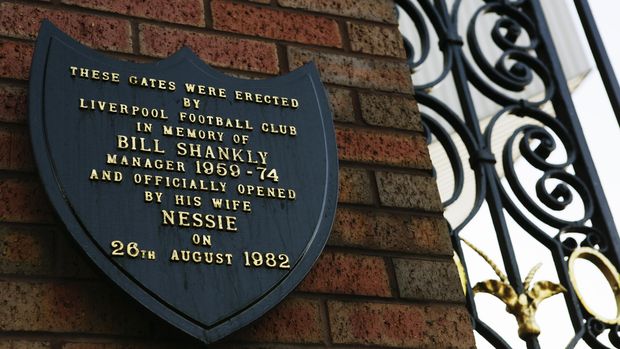 THESE GATES WERE ERECTED
BY
LIVERPOOL FOOTBALL CLUB
IN MEMORY OF
BILL SHANKLY
MANAGER 1959-74
AND OFFICIALLY OPENED
BY HIS WIFE
NESSIE
ON
26TH AUGUST 1982